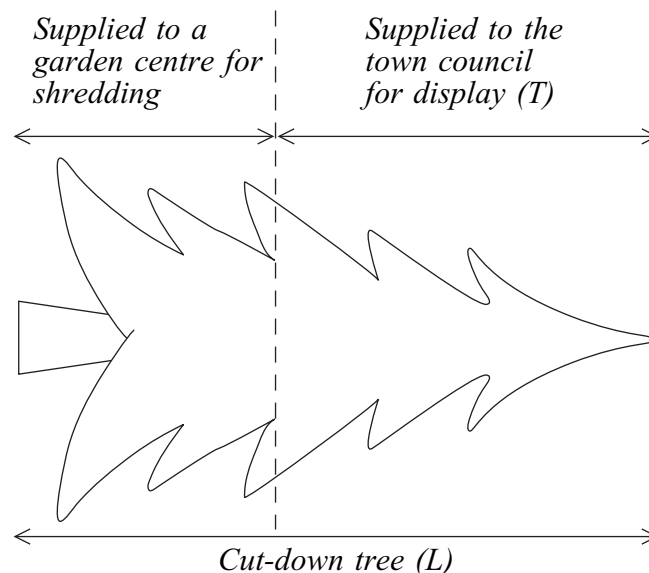 Supplied to a
garden centre for
shredding
Supplied to the
town council
for display (T)
Cut-down tree (L)